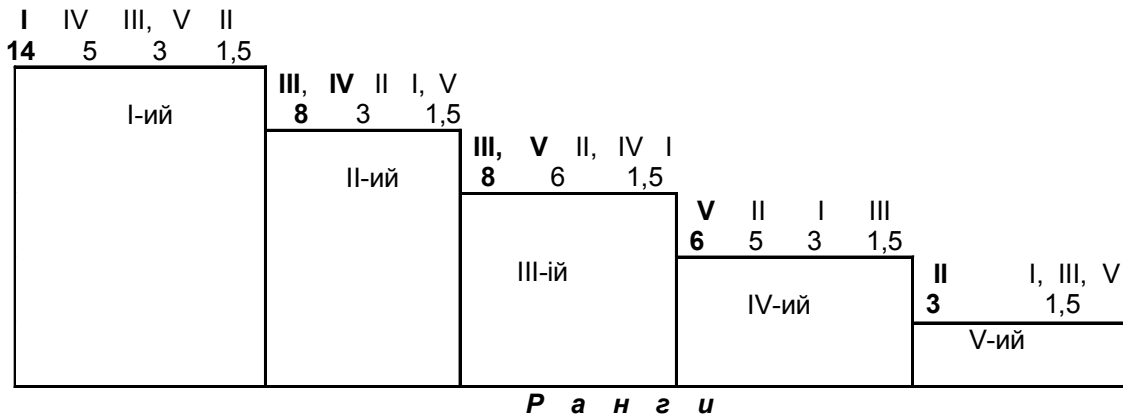 I IV III, V II
14 5 3 1,5
I-ий
III, IV II I, V
8 3 1,5
II-ий
III, V II, IV I
8 6 1,5
III-ій
V II I III
6 5 3 1,5
IV-ий
II I, III, V
3 1,5
V-ий
Р а н г и